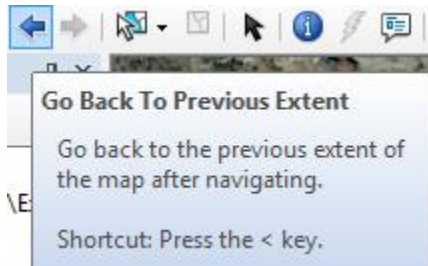 Go Back To Previous Extent
Go back to the previous extent of
the map after navigating.
\E
Shortcut: Press the < key.